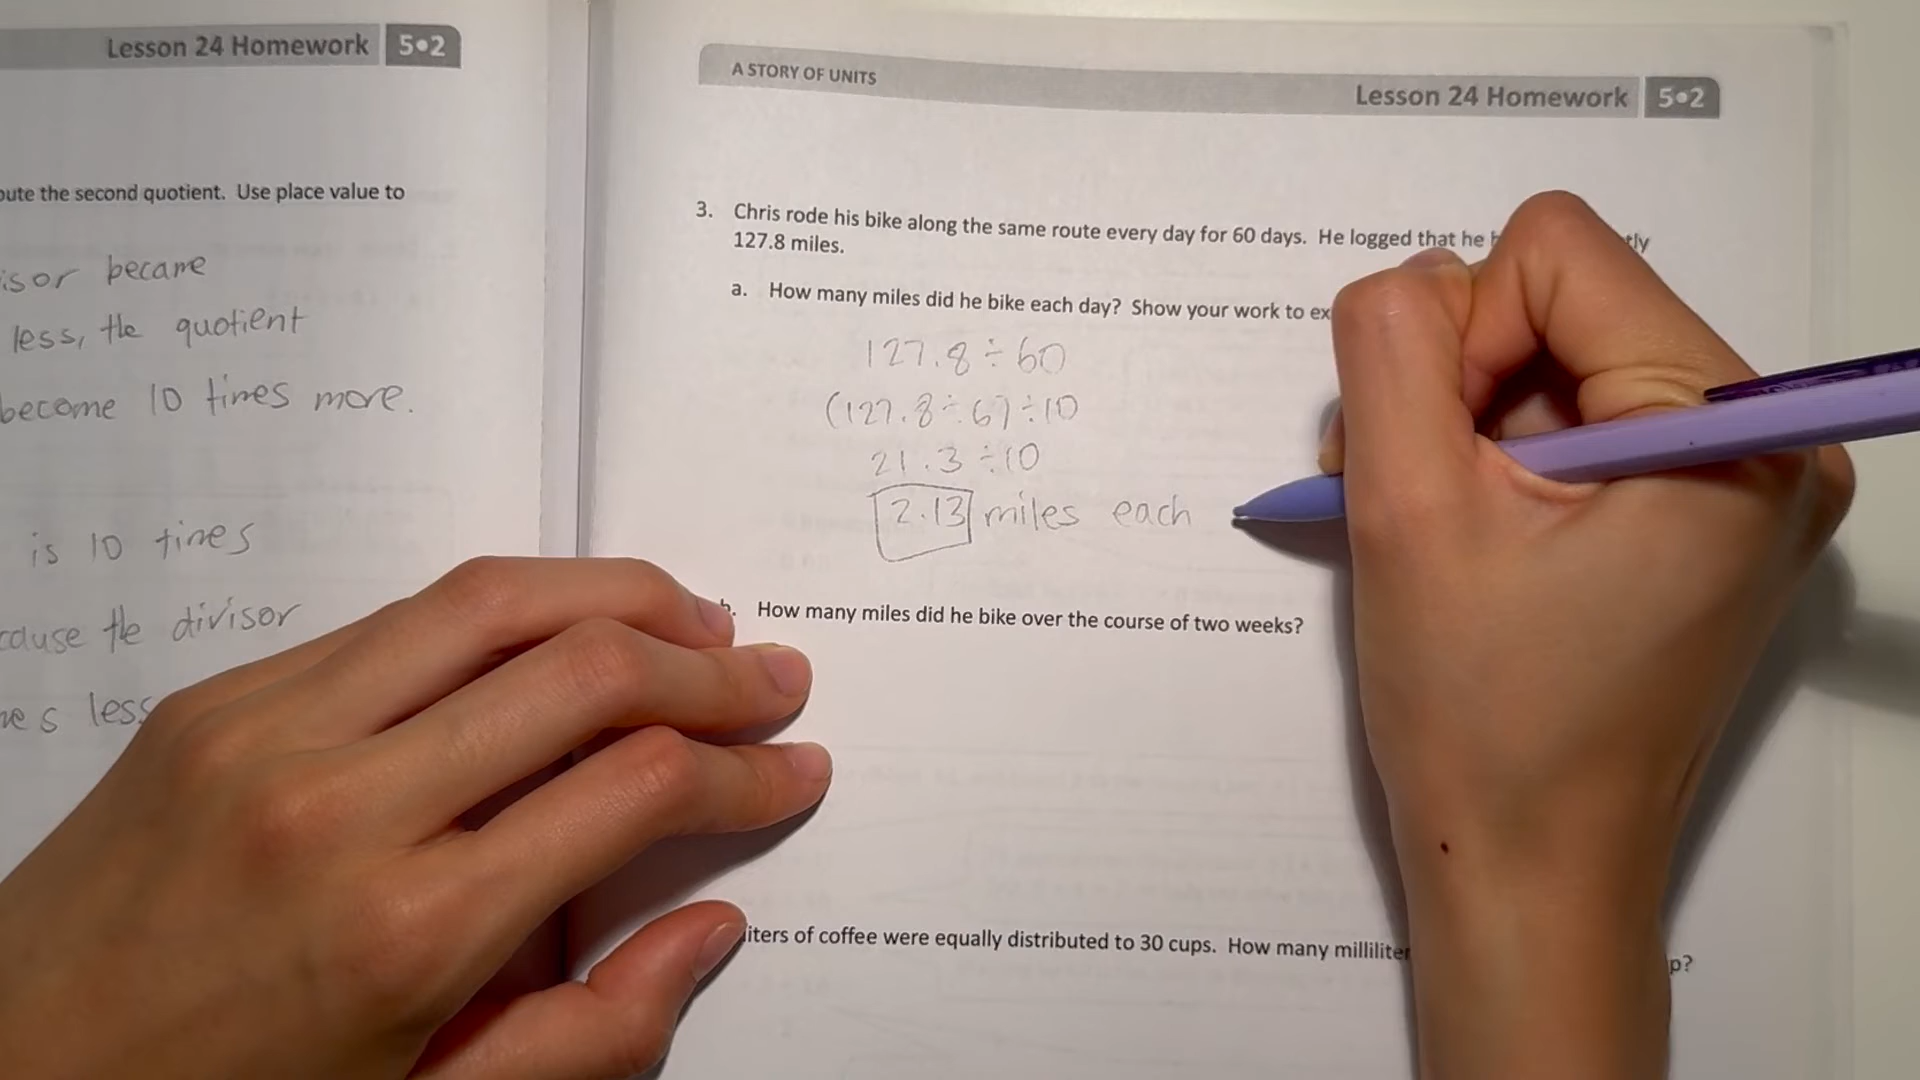 Lesson 24 Homework 5•2
ute the second quotient. Use place value to
isor became
less, the quotient
become 10 times more.
is 10 times
cause the divisor
less
A STORY OF UNITS
Lesson 24 Homework 5•2
3. Chris rode his bike along the same route every day for 60 days. He logged that he
127.8 miles.
a. How many miles did he bike each day? Show your work to ex
127.8 ÷ 60
(127.8 ÷ 6) ÷ 10
21.3 ÷ 10
2.13 miles each
b. How many miles did he bike over the course of two weeks?
liters of coffee were equally distributed to 30 cups. How many milliliter p?